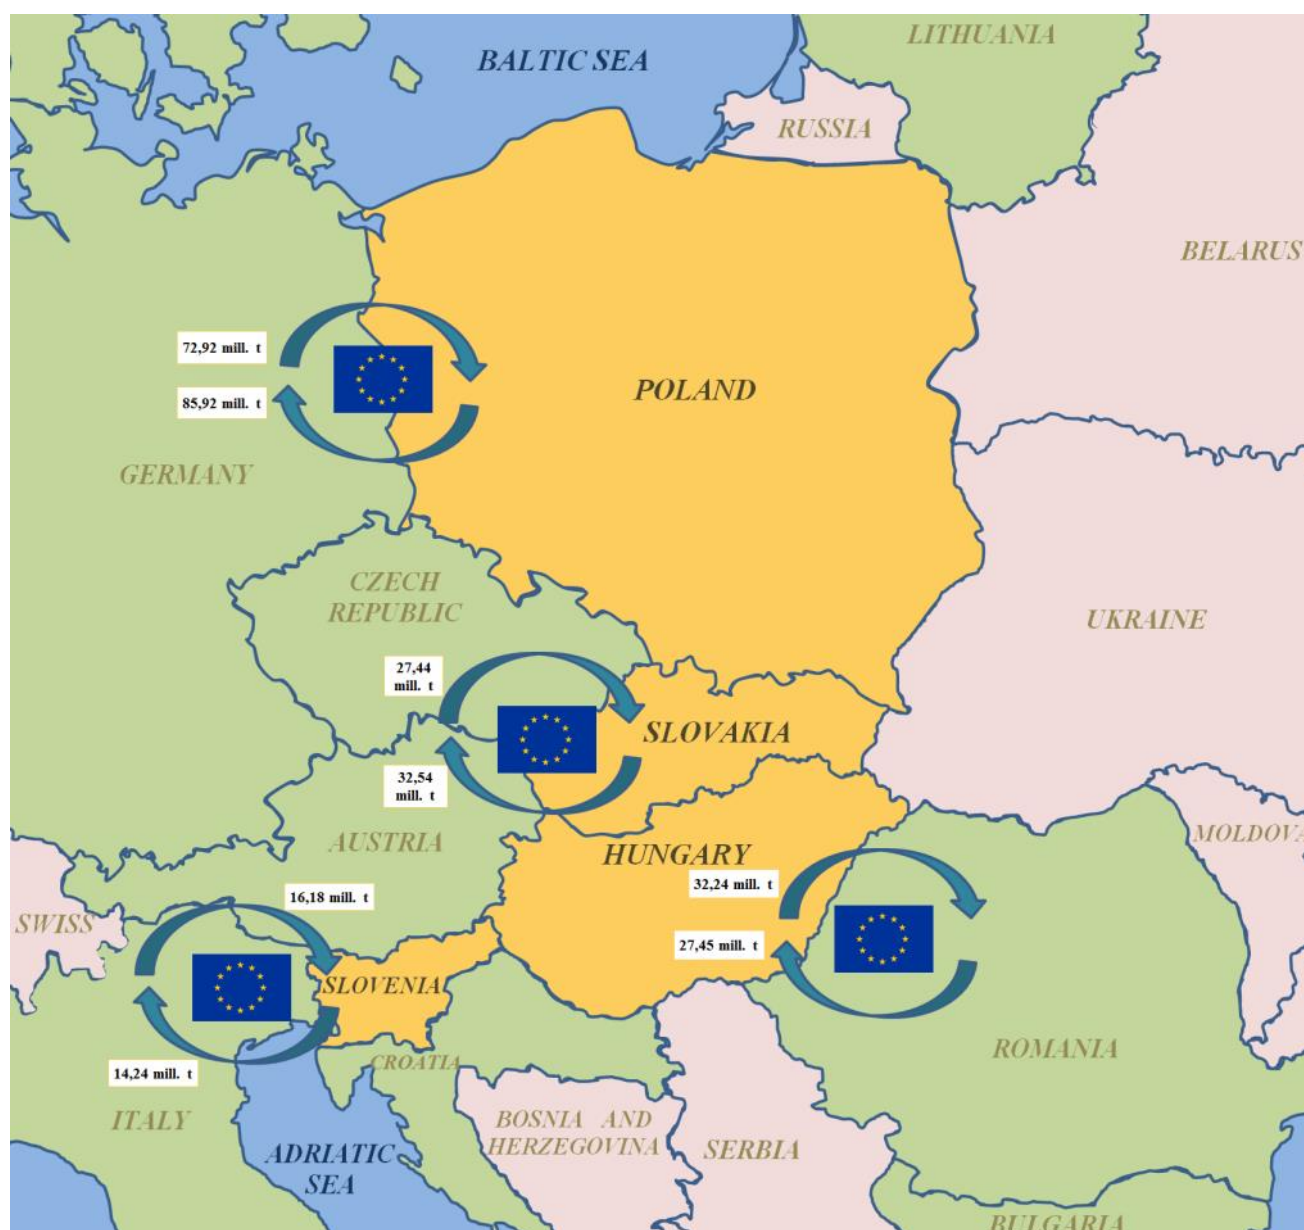 LITHUANIA
BALTIC SEA
RUSSIA
BELARUS
72,92 mill. t
POLAND
85,92 mill. t
GERMANY
CZECH
REPUBLIC
UKRAINE
27,44
mill. t
SLOVAKIA
32,54
mill. t
AUSTRIA
MOLDOVA
HUNGARY
32,24 mill. t
16,18 mill. t
SWISS
27,45 mill. t
SLOVENIA
ROMANIA
CROATIA
14,24 mill. t
ITALY
BOSNIA AND
HERZEGOVINA
SERBIA
ADRIATIC
SEA
BULGARIA